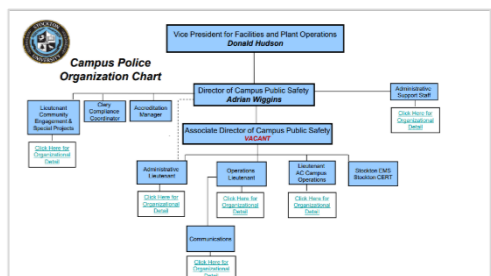 STOCKTON
UNIVERSITY
Campus Police
Organization Chart
Vice President for Facilities and Plant Operations
Donald Hudson
Director of Campus Public Safety
Adrian Wiggins
Administrative
Support Staff
Click Here for
Organizational
Detail
Lieutenant
Community
Engagement &
Special Projects
Clery
Compliance
Coordinator
Accreditation
Manager
Click Here for
Organizational
Detail
Associate Director of Campus Public Safety
VACANT
Administrative
Lieutenant
Operations
Lieutenant
Lieutenant
AC Campus
Operations
Stockton EMS
Stockton CERT
Click Here for
Organizational
Detail
Click Here for
Organizational
Detail
Click Here for
Organizational
Detail
Communications
Click Here for
Organizational
Detail